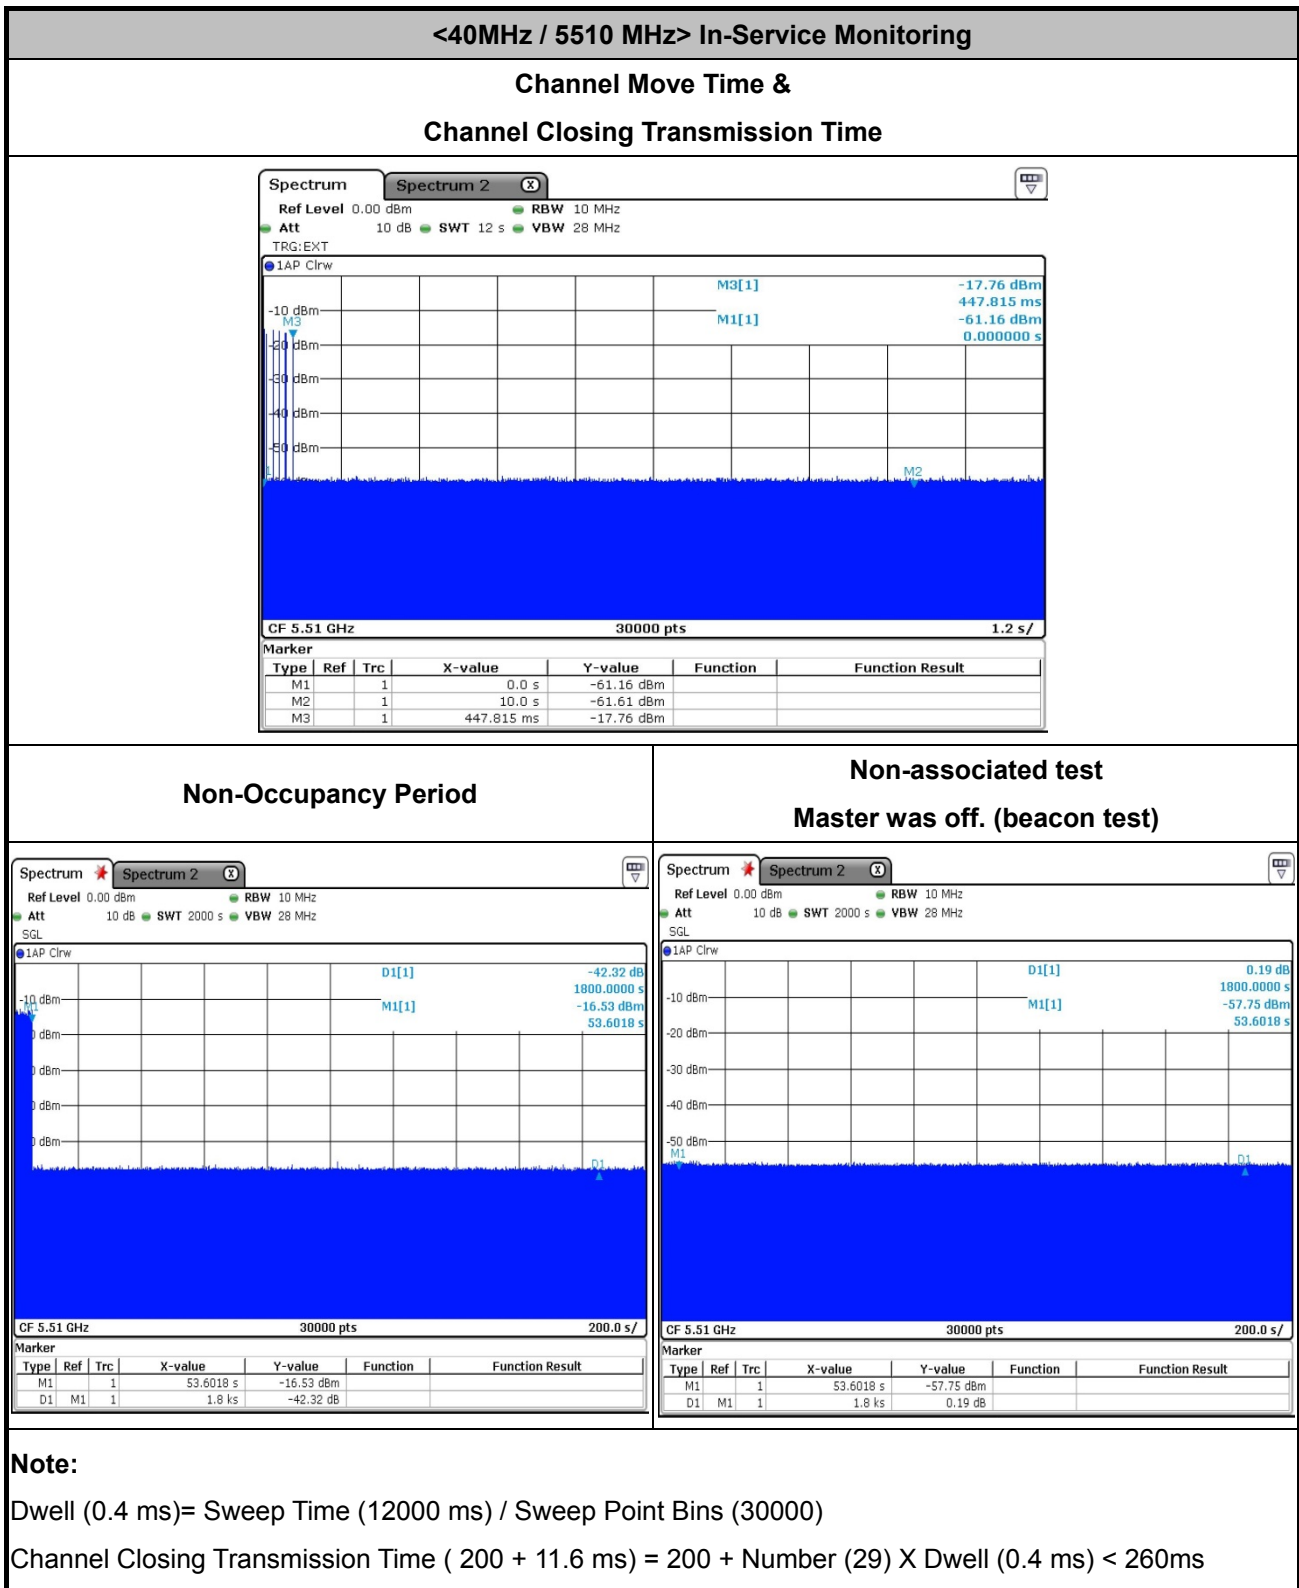 <40MHz / 5510 MHz> In-Service Monitoring
Channel Move Time &
Channel Closing Transmission Time
Spectrum Spectrum 2 X
Ref Level 0.00 dBm RBW 10 MHz
Att 10 dB SWT 12 s VBW 28 MHz
TRG:EXT
1AP Clrw
M3[1] -17.76 dBm
447.815 ms
-10 dBm
M3
M1[1] -61.16 dBm
0.000000 s
-20 dBm
-30 dBm
-40 dBm
-50 dBm
M2
CF 5.51 GHz 30000 pts 1.2 s/
Marker
Type Ref Trc X-value Y-value Function Function Result
M1 1 0.0 s -61.16 dBm
M2 1 10.0 s -61.61 dBm
M3 1 447.815 ms -17.76 dBm
Non-Occupancy Period
Non-associated test
Master was off. (beacon test)
Spectrum Spectrum 2 X
Ref Level 0.00 dBm RBW 10 MHz
Att 10 dB SWT 2000 s VBW 28 MHz
SGL
1AP Clrw
D1[1] -42.32 dB
1800.0000 s
-10 dBm
M1
M1[1] -16.53 dBm
53.6018 s
0 dBm
0 dBm
0 dBm
0 dBm
D1
CF 5.51 GHz 30000 pts 200.0 s/
Marker
Type Ref Trc X-value Y-value Function Function Result
M1 1 53.6018 s -16.53 dBm
D1 M1 1 1.8 ks -42.32 dB
Spectrum Spectrum 2 X
Ref Level 0.00 dBm RBW 10 MHz
Att 10 dB SWT 2000 s VBW 28 MHz
SGL
1AP Clrw
D1[1] 0.19 dB
1800.0000 s
-10 dBm
M1[1] -57.75 dBm
53.6018 s
-20 dBm
-30 dBm
-40 dBm
-50 dBm
M1
D1
CF 5.51 GHz 30000 pts 200.0 s/
Marker
Type Ref Trc X-value Y-value Function Function Result
M1 1 53.6018 s -57.75 dBm
D1 M1 1 1.8 ks 0.19 dB
Note:
Dwell (0.4 ms)= Sweep Time (12000 ms) / Sweep Point Bins (30000)
Channel Closing Transmission Time ( 200 + 11.6 ms) = 200 + Number (29) X Dwell (0.4 ms) < 260ms